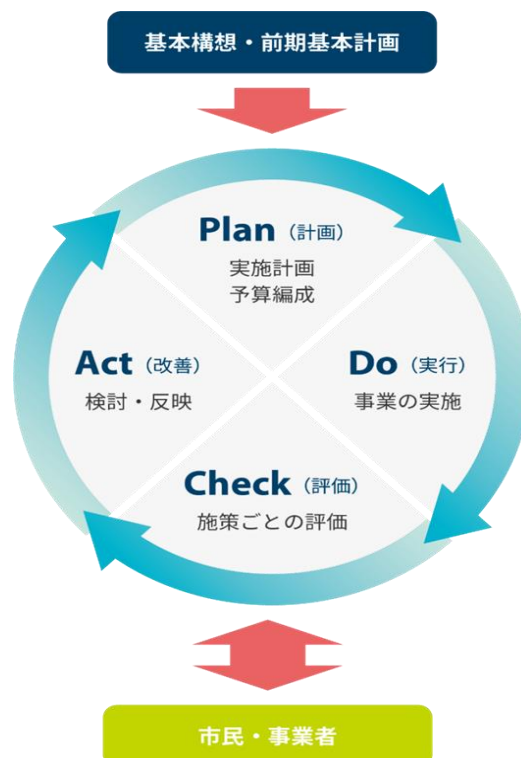 基本構想・前期基本計画
Plan（計画）
実施計画
予算編成
Act（改善）
検討・反映
Do（実行）
事業の実施
Check（評価）
施策ごとの評価
市民・事業者